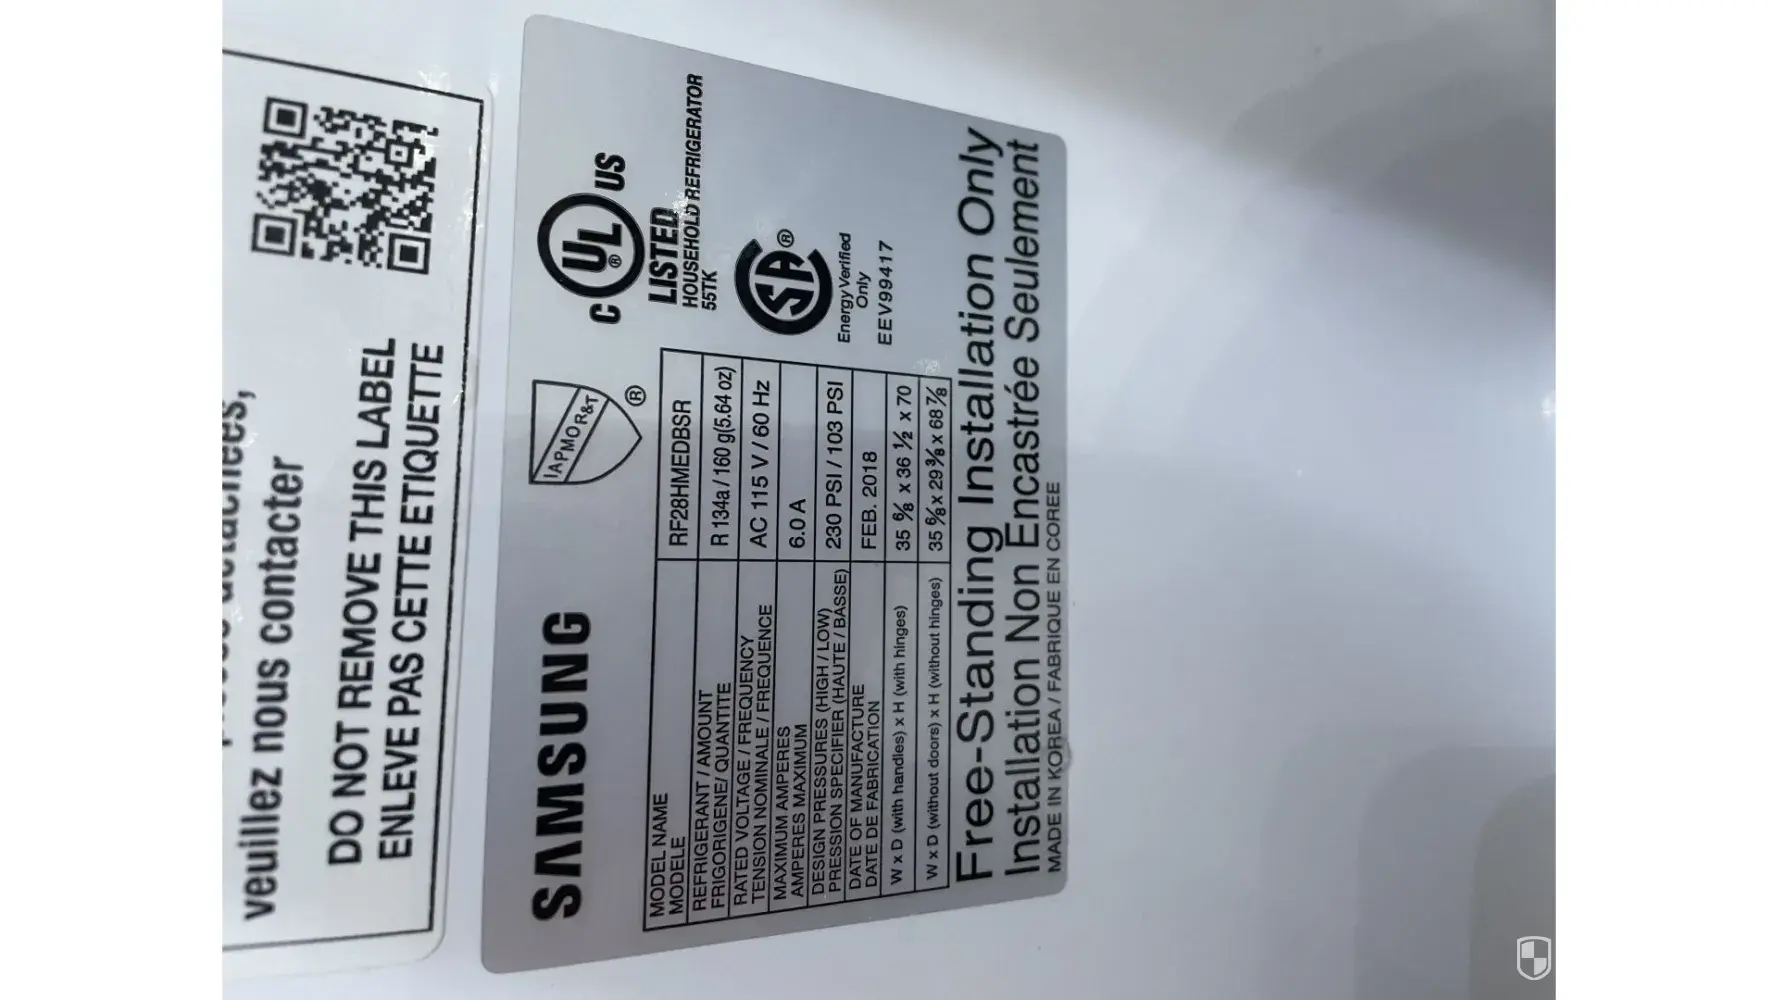 veuillez nous contacter
DO NOT REMOVE THIS LABEL
ENLEVE PAS CETTE ETIQUETTE
SAMSUNG
IAPMO R&T ®
C UL ® US
LISTED
HOUSEHOLD REFRIGERATOR
55TK
SA ®
Energy Verified
Only
EEV99417
MODEL NAME
MODELE
RF28HMEDBSR
REFRIGERANT / AMOUNT
FRIGORIGENE/ QUANTITE
R 134a / 160 g(5.64 oz)
RATED VOLTAGE / FREQUENCY
TENSION NOMINALE / FREQUENCE
AC 115 V / 60 Hz
MAXIMUM AMPERES
AMPERES MAXIMUM
6.0 A
DESIGN PRESSURES (HIGH / LOW)
PRESSION SPECIFIER (HAUTE / BASSE)
230 PSI / 103 PSI
DATE OF MANUFACTURE
DATE DE FABRICATION
FEB. 2018
W x D (with handles) x H (with hinges)
35 ⅝ x 36 ½ x 70
W x D (without doors) x H (without hinges)
35 ⅝ x 29 ⅜ x 68 ⅞
Free-Standing Installation Only
Installation Non Encastrée Seulement
MADE IN KOREA / FABRIQUE EN COREE